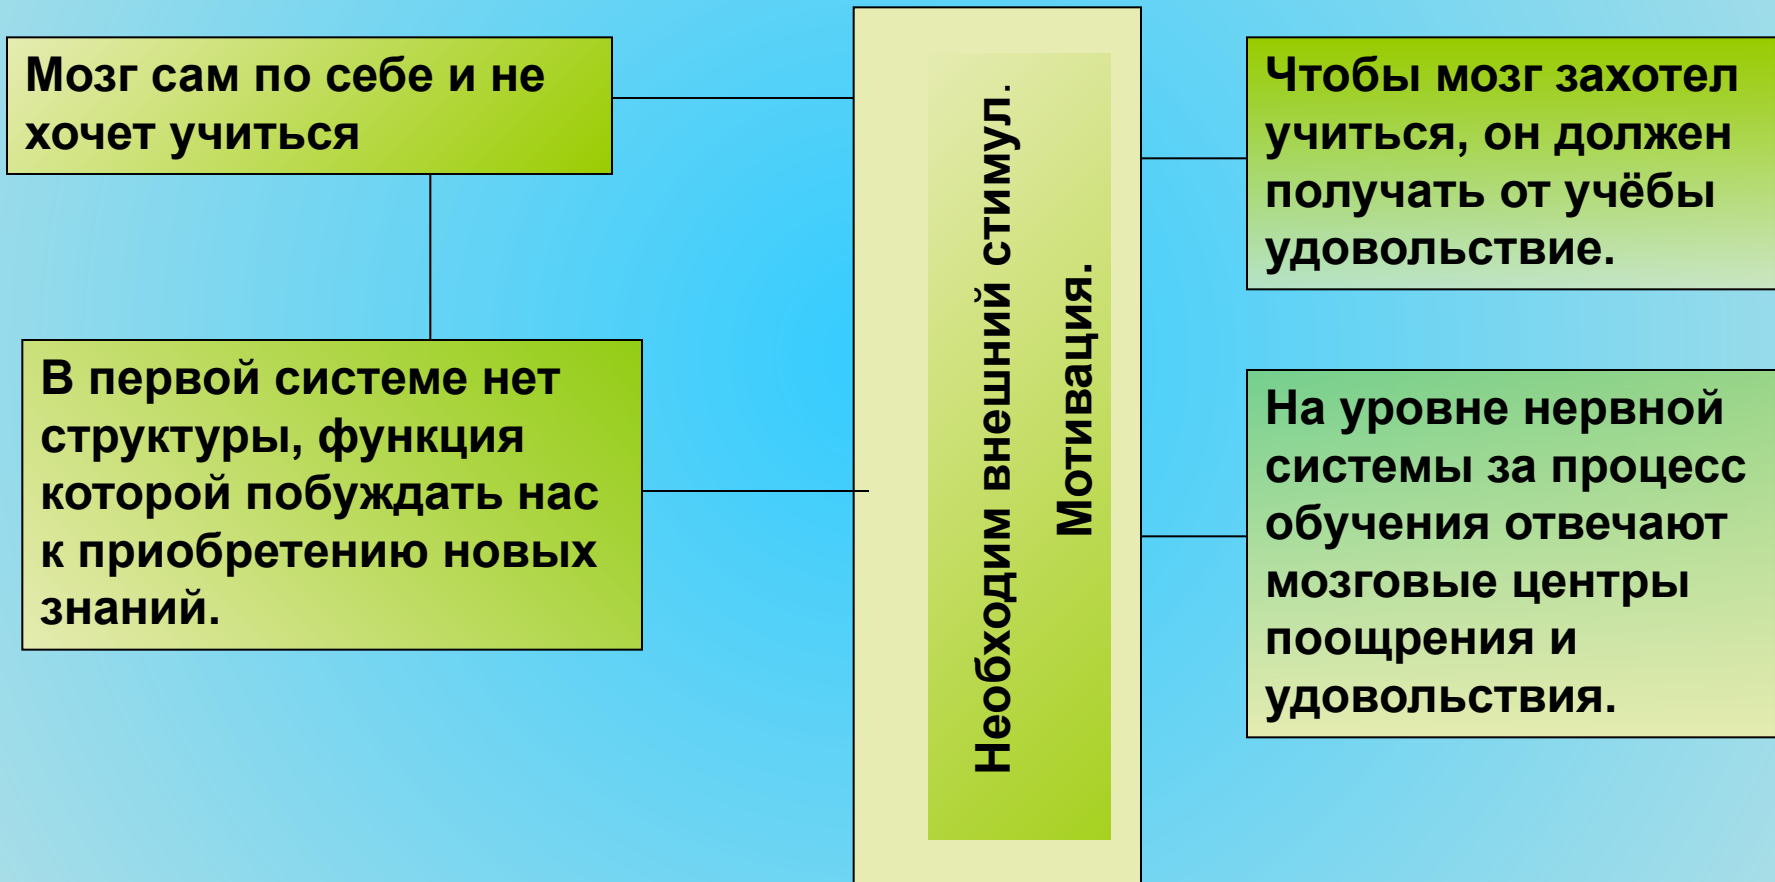 Мозг сам по себе и не
хочет учиться
В первой системе нет
структуры, функция
которой побуждать нас
к приобретению новых
знаний.
Необходим внешний стимул.
Мотивация.
Чтобы мозг захотел
учиться, он должен
получать от учёбы
удовольствие.
На уровне нервной
системы за процесс
обучения отвечают
мозговые центры
поощрения и
удовольствия.